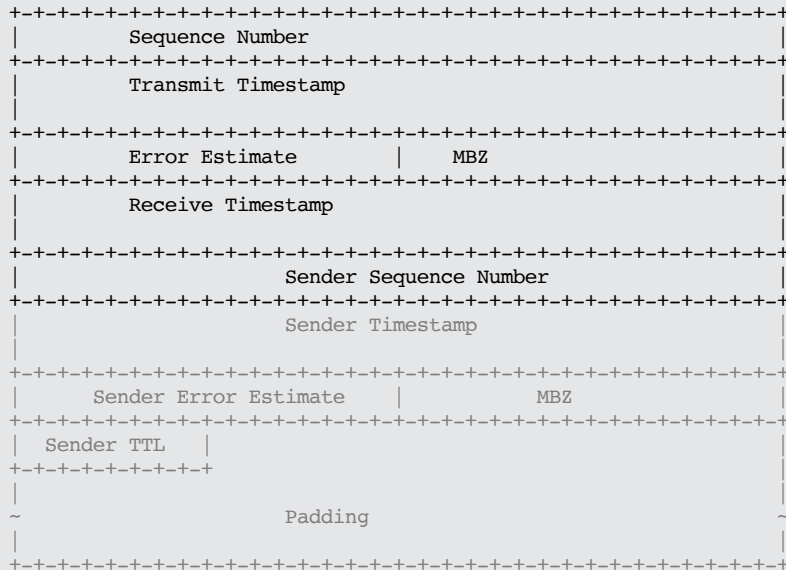 +-+-+-+-+-+-+-+-+-+-+-+-+-+-+-+-+-+-+-+-+-+-+-+-+-+-+-+-+-+-+-+-+
| Sequence Number |
+-+-+-+-+-+-+-+-+-+-+-+-+-+-+-+-+-+-+-+-+-+-+-+-+-+-+-+-+-+-+-+-+
| Transmit Timestamp |
| |
+-+-+-+-+-+-+-+-+-+-+-+-+-+-+-+-+-+-+-+-+-+-+-+-+-+-+-+-+-+-+-+-+
| Error Estimate | MBZ |
+-+-+-+-+-+-+-+-+-+-+-+-+-+-+-+-+-+-+-+-+-+-+-+-+-+-+-+-+-+-+-+-+
| Receive Timestamp |
| |
+-+-+-+-+-+-+-+-+-+-+-+-+-+-+-+-+-+-+-+-+-+-+-+-+-+-+-+-+-+-+-+-+
| Sender Sequence Number |
+-+-+-+-+-+-+-+-+-+-+-+-+-+-+-+-+-+-+-+-+-+-+-+-+-+-+-+-+-+-+-+-+
| Sender Timestamp |
| |
+-+-+-+-+-+-+-+-+-+-+-+-+-+-+-+-+-+-+-+-+-+-+-+-+-+-+-+-+-+-+-+-+
| Sender Error Estimate | MBZ |
+-+-+-+-+-+-+-+-+-+-+-+-+-+-+-+-+-+-+-+-+-+-+-+-+-+-+-+-+-+-+-+-+
| Sender TTL | |
+-+-+-+-+-+-+-+-+ |
| |
~ Padding ~
| |
+-+-+-+-+-+-+-+-+-+-+-+-+-+-+-+-+-+-+-+-+-+-+-+-+-+-+-+-+-+-+-+-+